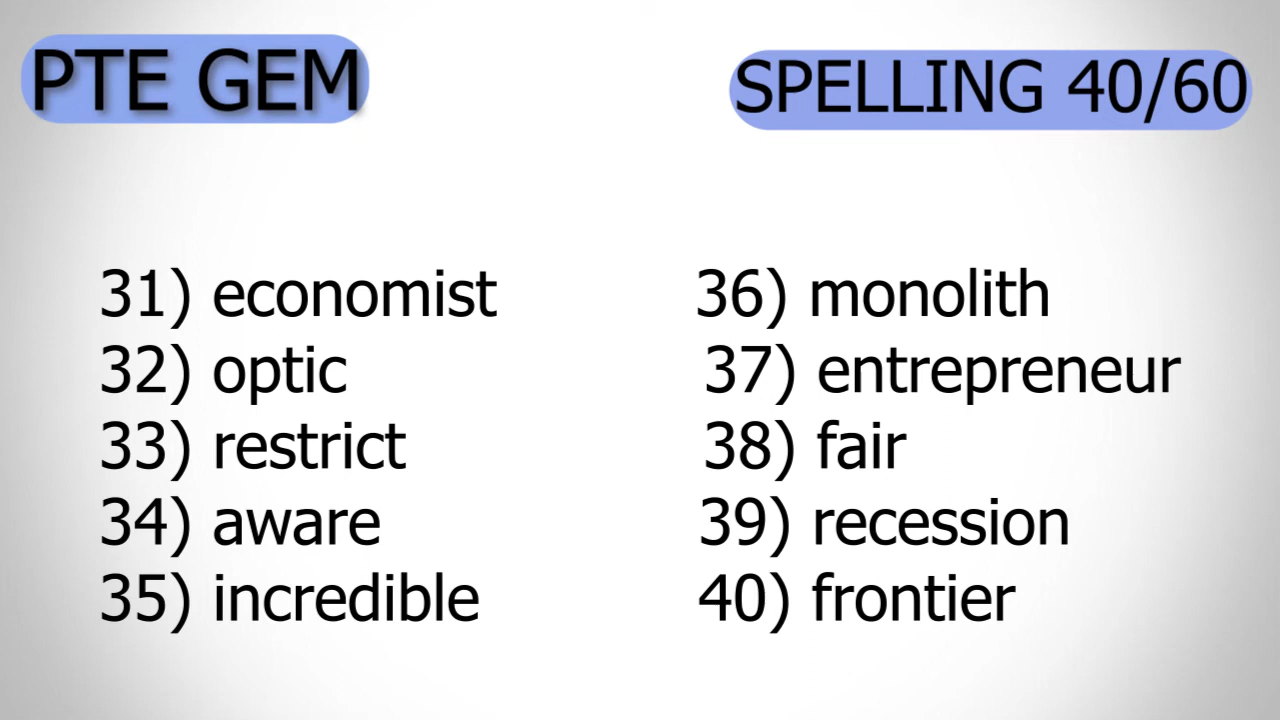 PTE GEM
SPELLING 40/60
31) economist
32) optic
33) restrict
34) aware
35) incredible
36) monolith
37) entrepreneur
38) fair
39) recession
40) frontier